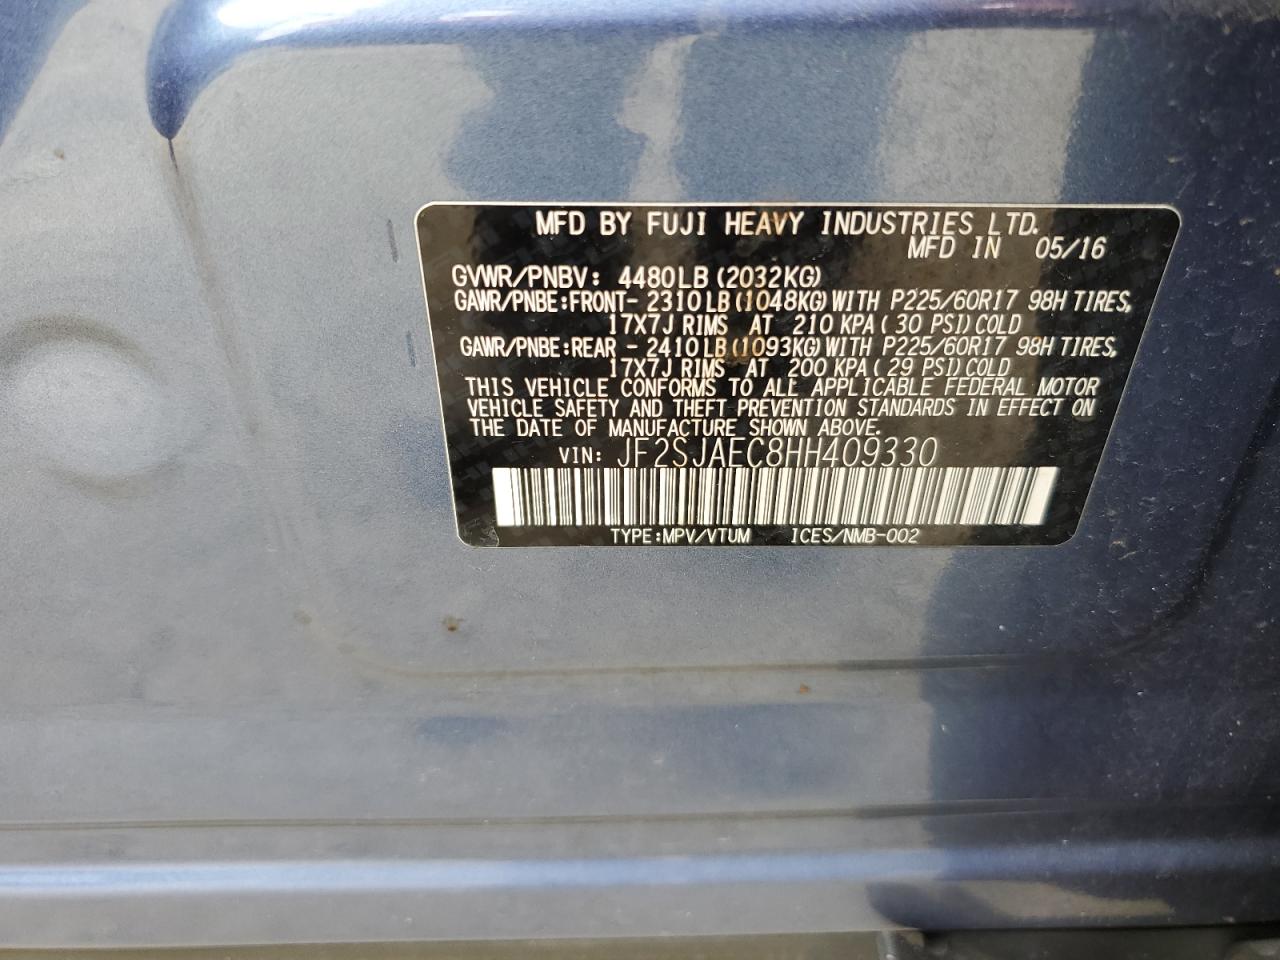 MFD BY FUJI HEAVY INDUSTRIES LTD.
MFD IN 05/16
GVWR/PNBV: 4480LB (2032KG)
GAWR/PNBE:FRONT- 2310LB (1048KG) WITH P225/60R17 98H TIRES,
17X7J RIMS AT 210 KPA ( 30 PSI) COLD
GAWR/PNBE:REAR - 2410LB (1093KG) WITH P225/60R17 98H TIRES,
17X7J RIMS AT 200 KPA ( 29 PSI) COLD
THIS VEHICLE CONFORMS TO ALL APPLICABLE FEDERAL MOTOR
VEHICLE SAFETY AND THEFT PREVENTION STANDARDS IN EFFECT ON
THE DATE OF MANUFACTURE SHOWN ABOVE.
VIN: JF2SJAEC8HH409330
TYPE:MPV/VTUM ICES/NMB-002